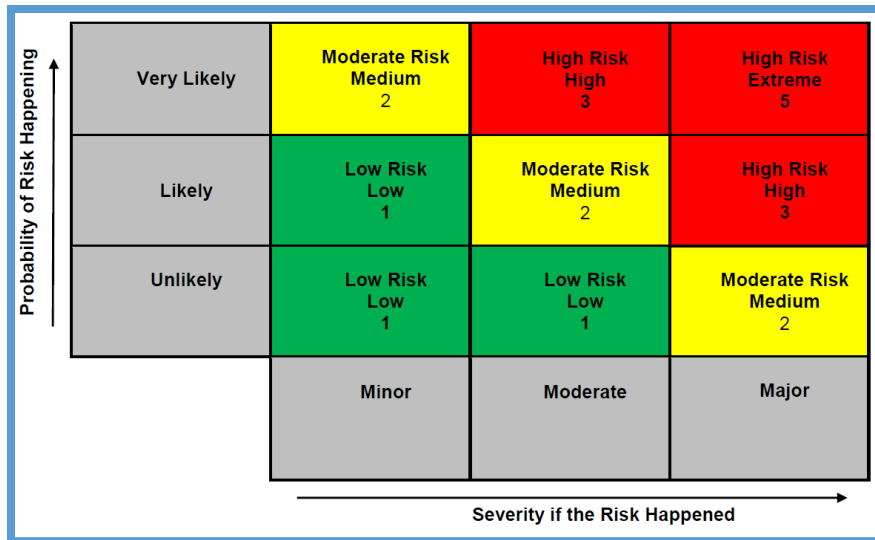 Probability of Risk Happening
Very Likely
Moderate Risk
Medium
2
High Risk
High
3
High Risk
Extreme
5
Likely
Low Risk
Low
1
Moderate Risk
Medium
2
High Risk
High
3
Unlikely
Low Risk
Low
1
Low Risk
Low
1
Moderate Risk
Medium
2
Minor
Moderate
Major
Severity if the Risk Happened